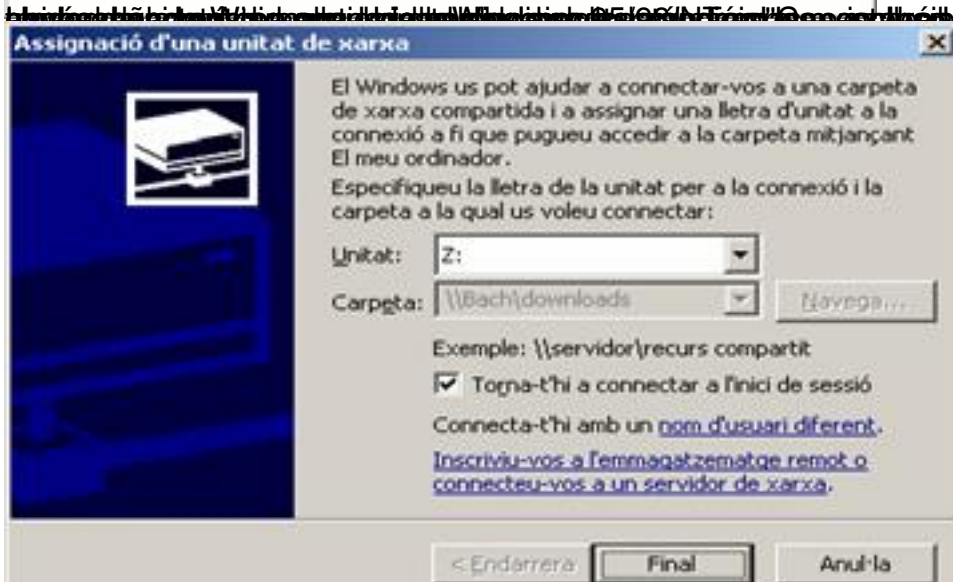 Assignació d'una unitat de xarxa
El Windows us pot ajudar a connectar-vos a una carpeta
de xarxa compartida i a assignar una lletra d'unitat a la
connexió a fi que pugueu accedir a la carpeta mitjançant
El meu ordinador.
Especifiqueu la lletra de la unitat per a la connexió i la
carpeta a la qual us voleu connectar:
Unitat: Z:
Carpeta: \\Bach\downloads Navega...
Exemple: \\servidor\recurs compartit
Torna-t'hi a connectar a l'inici de sessió
Connecta-t'hi amb un nom d'usuari diferent.
Inscriviu-vos a l'emmagatzematge remot o
connecteu-vos a un servidor de xarxa.
< Endarrera Final Anul·la